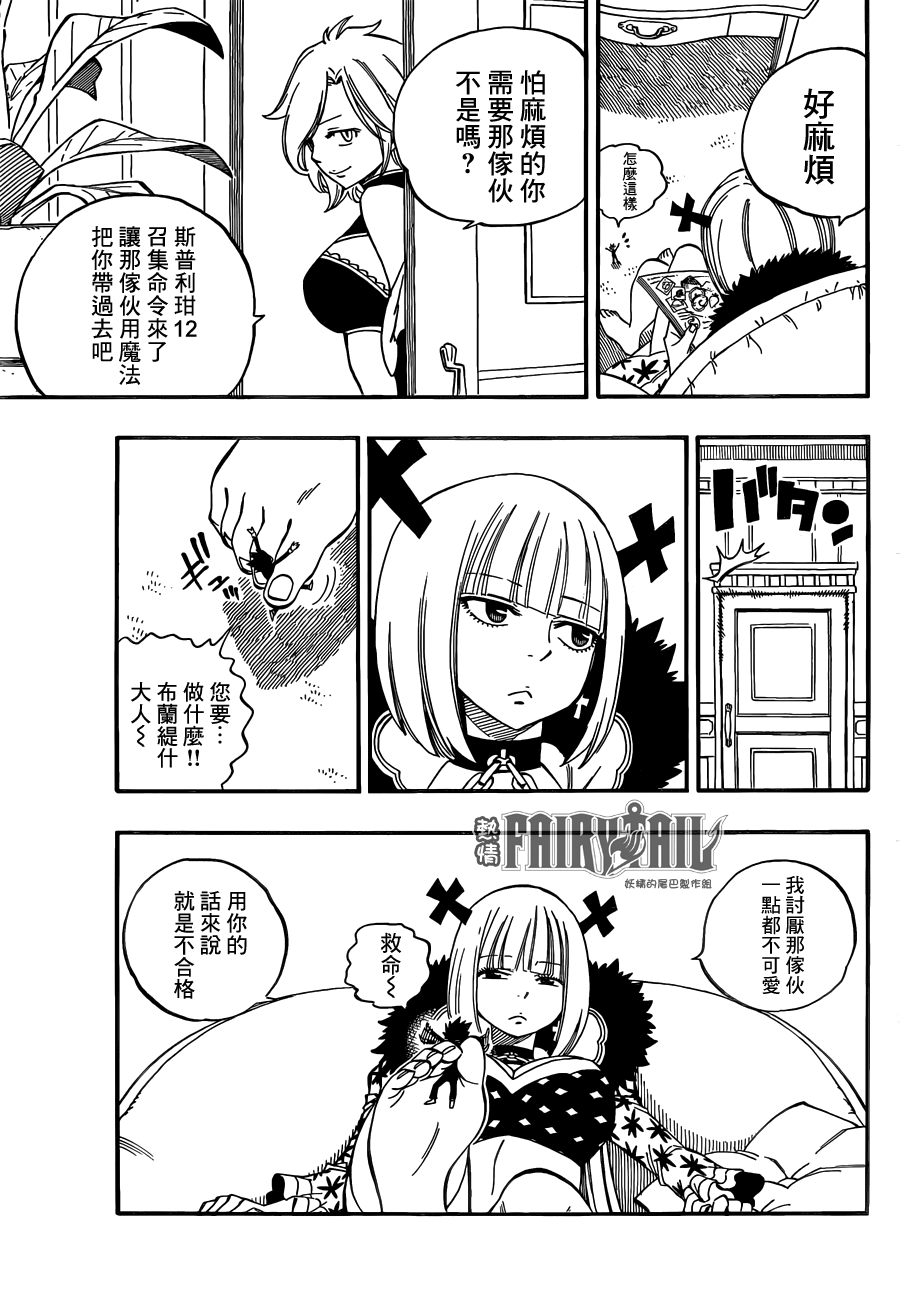 好麻煩
怎麼這樣
怕麻煩的你
需要那傢伙
不是嗎？
斯普利玵12
召集命令來了
讓那傢伙用魔法
把你帶過去吧
バタン
您要…
做什麼!!
布蘭緹什
大人～
熱情
FAIRY TAIL
妖精的尾巴製作組
我討厭那傢伙
一點都不可愛
救命～
用你的
話來說
就是不合格